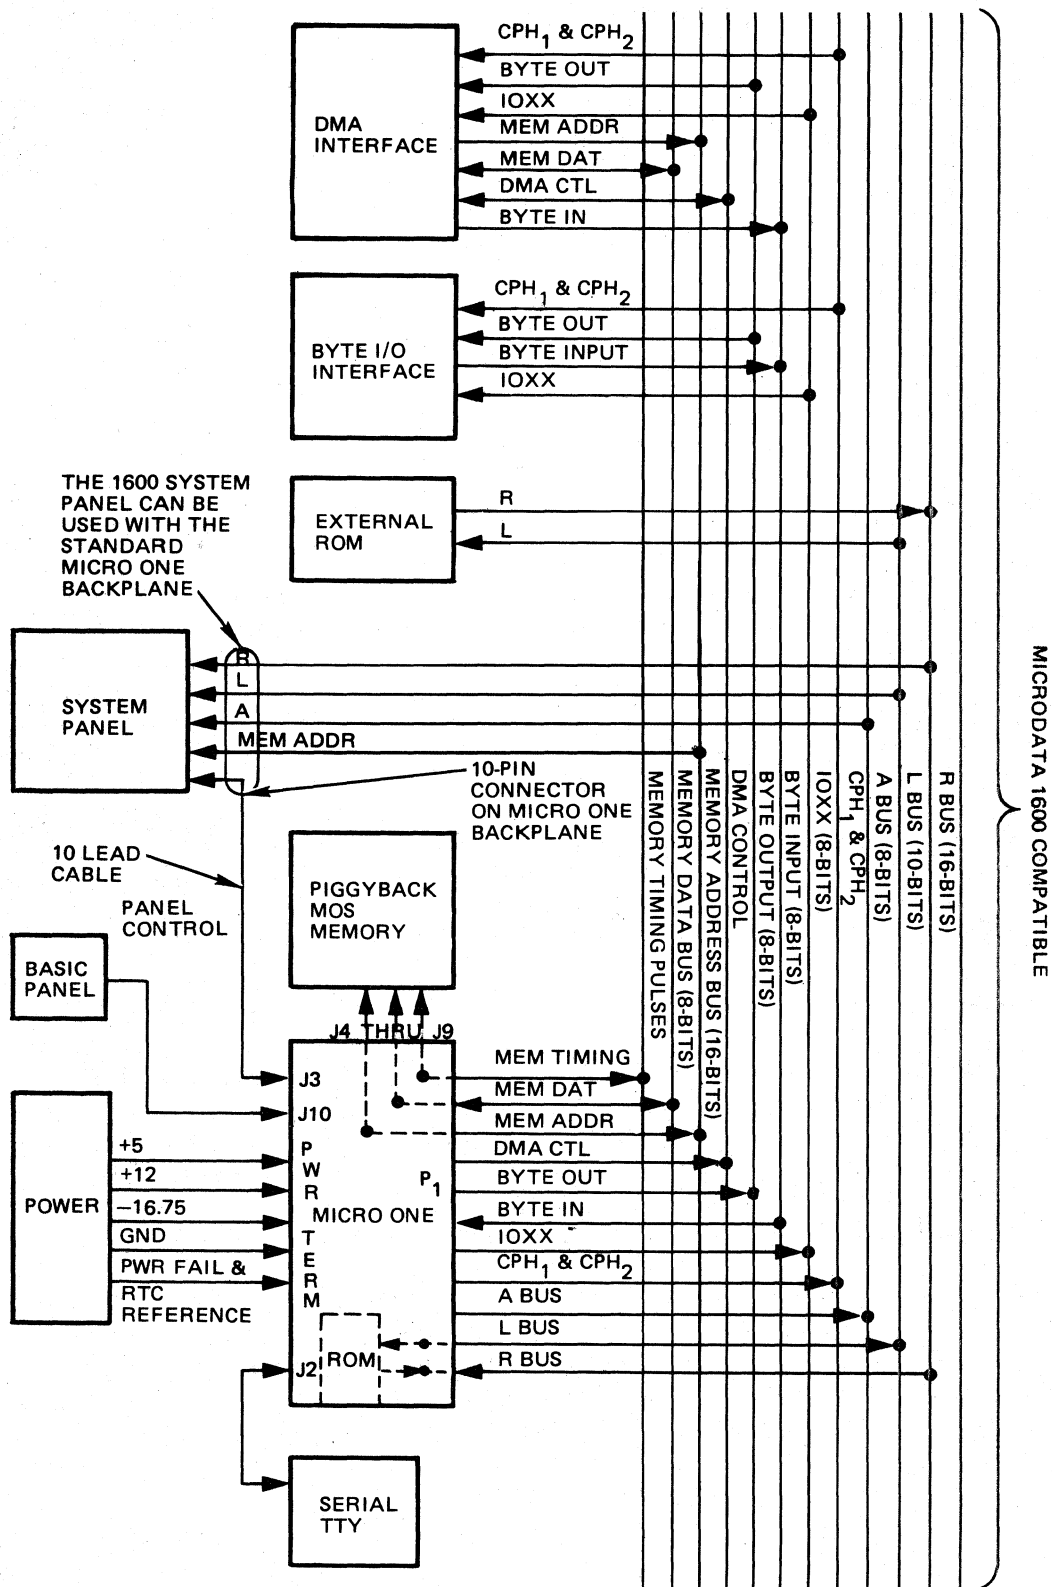 CPH1 & CPH2
BYTE OUT
IOXX
MEM ADDR
MEM DAT
DMA CTL
BYTE IN
DMA
INTERFACE
CPH1 & CPH2
BYTE OUT
BYTE INPUT
IOXX
BYTE I/O
INTERFACE
THE 1600 SYSTEM
PANEL CAN BE
USED WITH THE
STANDARD
MICRO ONE
BACKPLANE
EXTERNAL
ROM
R
L
SYSTEM
PANEL
R
L
A
MEM ADDR
10-PIN
CONNECTOR
ON MICRO ONE
BACKPLANE
10 LEAD
CABLE
PANEL
CONTROL
PIGGYBACK
MOS
MEMORY
BASIC
PANEL
J4 THRU J9
MEMORY TIMING PULSES
MEMORY DATA BUS (8-BITS)
MEMORY ADDRESS BUS (16-BITS)
DMA CONTROL
BYTE OUTPUT (8-BITS)
BYTE INPUT (8-BITS)
IOXX (8-BITS)
CPH1 & CPH2
A BUS (8-BITS)
L BUS (10-BITS)
R BUS (16-BITS)
MICRODATA 1600 COMPATIBLE
J3
J10
PWR
TERM
P1
MICRO ONE
ROM
J2
MEM TIMING
MEM DAT
MEM ADDR
DMA CTL
BYTE OUT
BYTE IN
IOXX
CPH1 & CPH2
A BUS
L BUS
R BUS
POWER
+5
+12
−16.75
GND
PWR FAIL &
RTC
REFERENCE
SERIAL
TTY